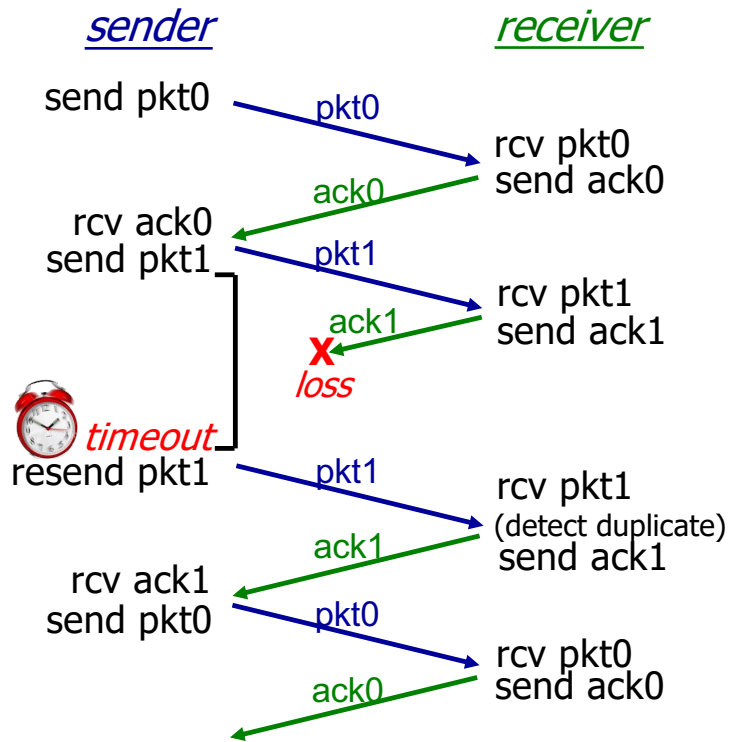 sender
receiver
send pkt0
pkt0
rcv pkt0
send ack0
ack0
rcv ack0
send pkt1
pkt1
rcv pkt1
send ack1
ack1
X
loss
timeout
resend pkt1
pkt1
rcv pkt1
(detect duplicate)
send ack1
ack1
rcv ack1
send pkt0
pkt0
rcv pkt0
send ack0
ack0